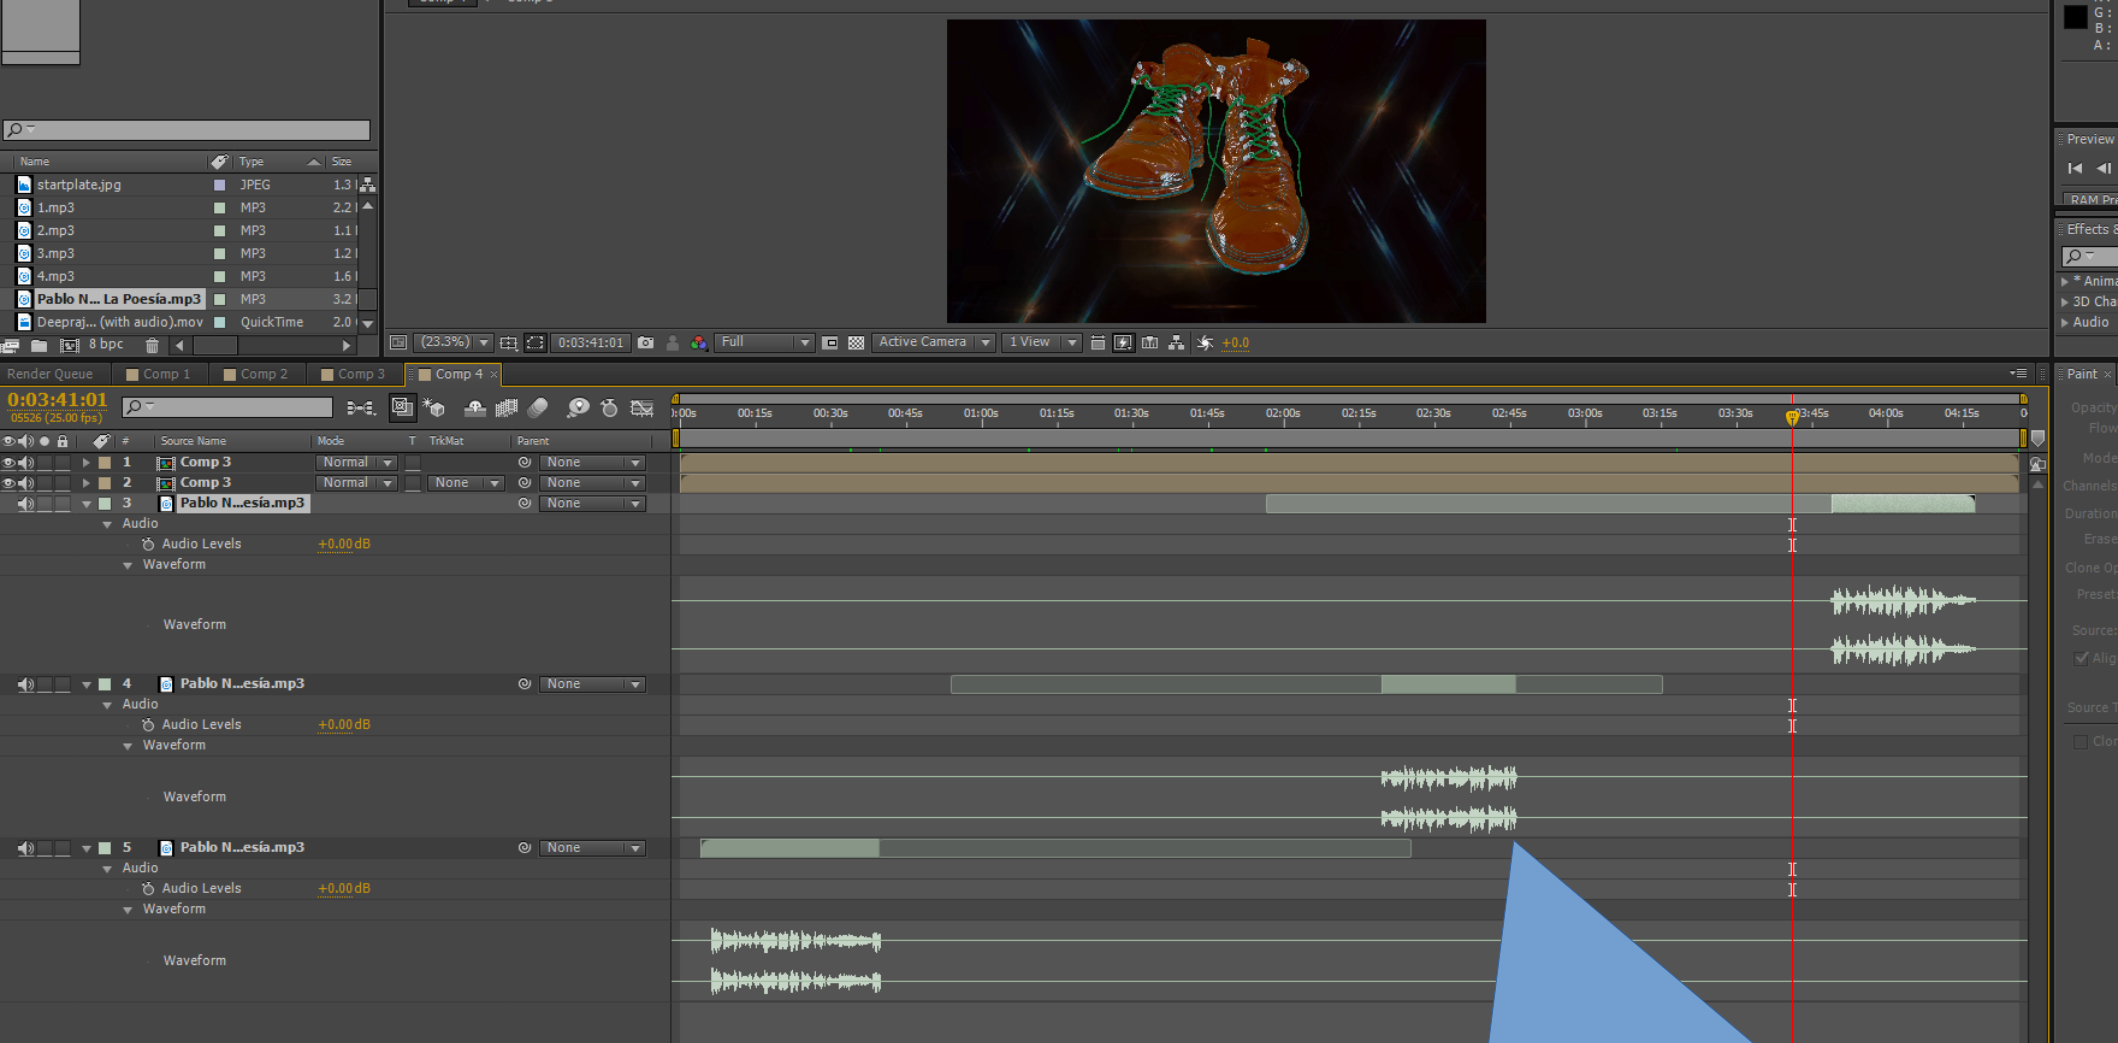 G :
B :
A :
Name Type Size
startplate.jpg JPEG 1.3
1.mp3 MP3 2.2
2.mp3 MP3 1.1
3.mp3 MP3 1.2
4.mp3 MP3 1.6
Pablo N... La Poesía.mp3 MP3 3.2
Deepraj... (with audio).mov QuickTime 2.0
8 bpc
(23.3%) 0:03:41:01 Full Active Camera 1 View +0.0
Preview
RAM Pre
Effects &
* Anima
3D Cha
Audio
Render Queue Comp 1 Comp 2 Comp 3 Comp 4 ×
0:03:41:01
05526 (25.00 fps)
:00s 00:15s 00:30s 00:45s 01:00s 01:15s 01:30s 01:45s 02:00s 02:15s 02:30s 02:45s 03:00s 03:15s 03:30s 03:45s 04:00s 04:15s 0
# Source Name Mode T TrkMat Parent
1 Comp 3 Normal None
2 Comp 3 Normal None None
3 Pablo N...esía.mp3 None
Audio
Audio Levels +0.00dB
Waveform
Waveform
4 Pablo N...esía.mp3 None
Audio
Audio Levels +0.00dB
Waveform
Waveform
5 Pablo N...esía.mp3 None
Audio
Audio Levels +0.00dB
Waveform
Waveform
Paint ×
Opacity
Flow
Mode
Channels
Duration
Erase
Clone Op
Preset
Source:
Alig
Source T
Clon